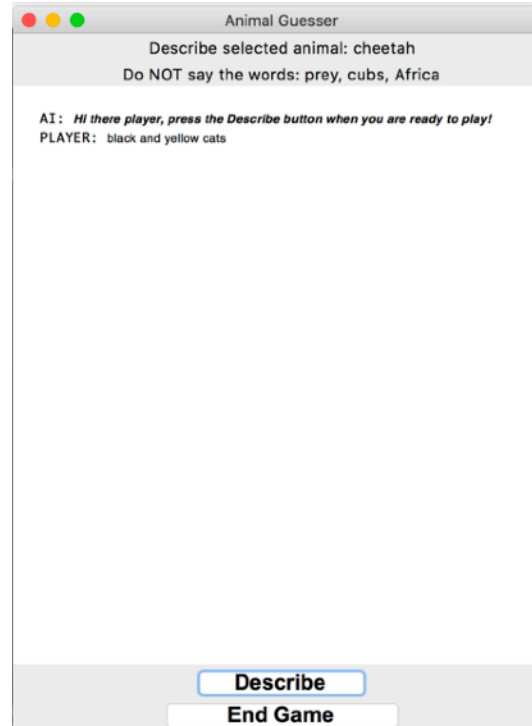 Animal Guesser
Describe selected animal: cheetah
Do NOT say the words: prey, cubs, Africa
AI: Hi there player, press the Describe button when you are ready to play!
PLAYER: black and yellow cats
Describe
End Game